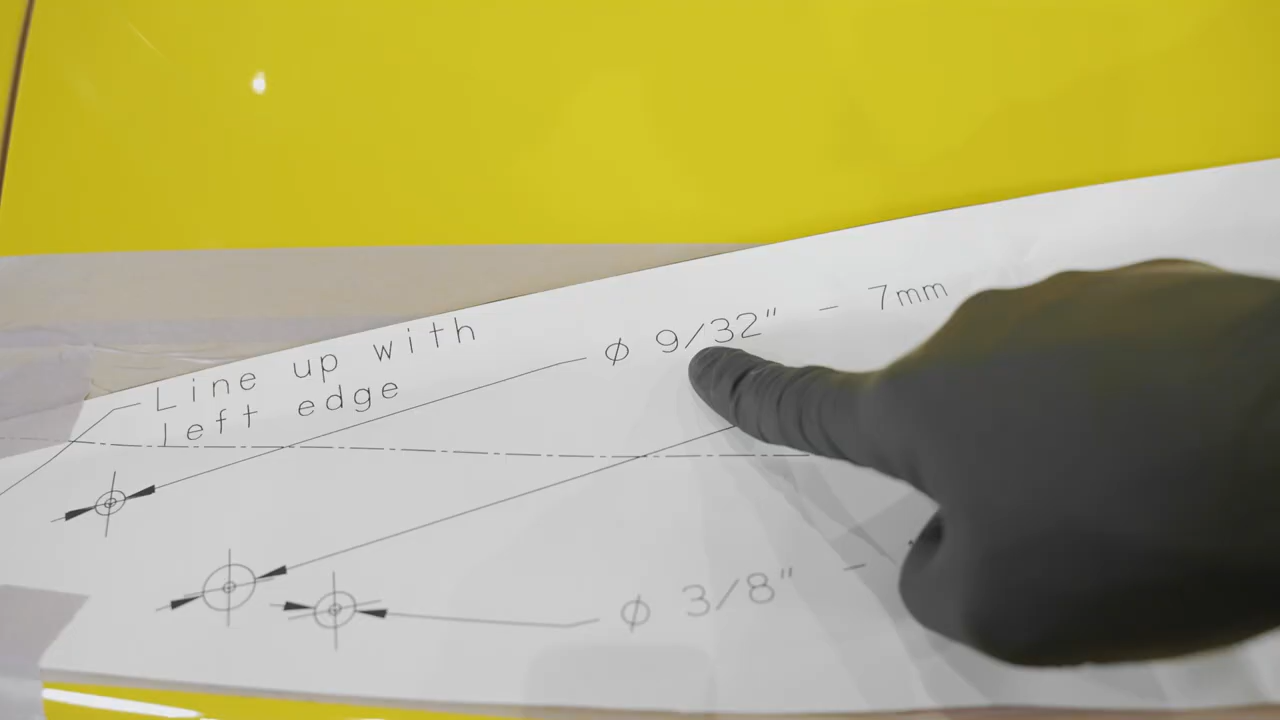 Line up with
left edge
Ø 9/32" - 7mm
Ø 3/8" -